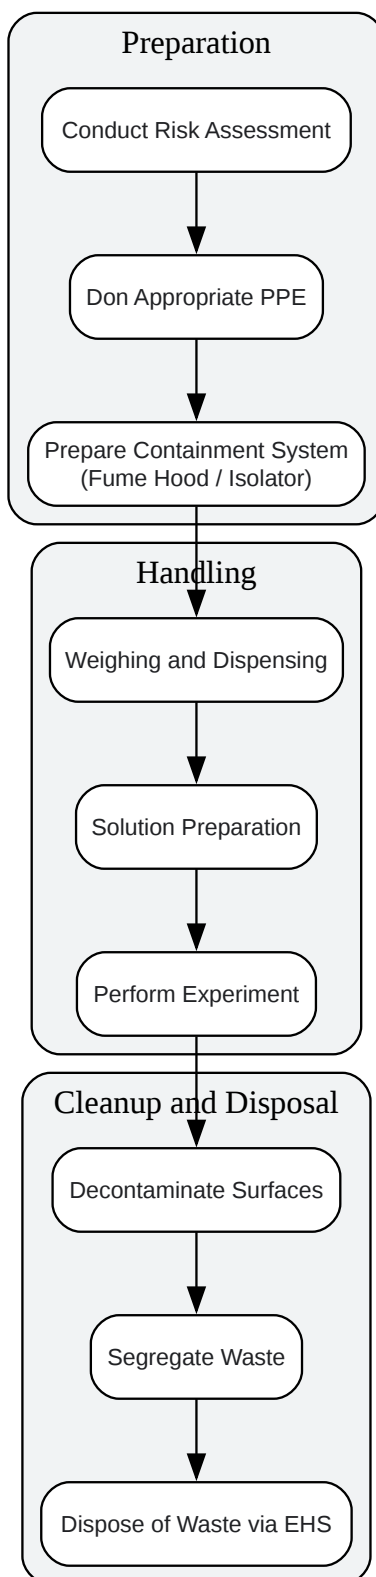 Preparation
Conduct Risk Assessment
Don Appropriate PPE
Prepare Containment System
(Fume Hood / Isolator)
Handling
Weighing and Dispensing
Solution Preparation
Perform Experiment
Cleanup and Disposal
Decontaminate Surfaces
Segregate Waste
Dispose of Waste via EHS